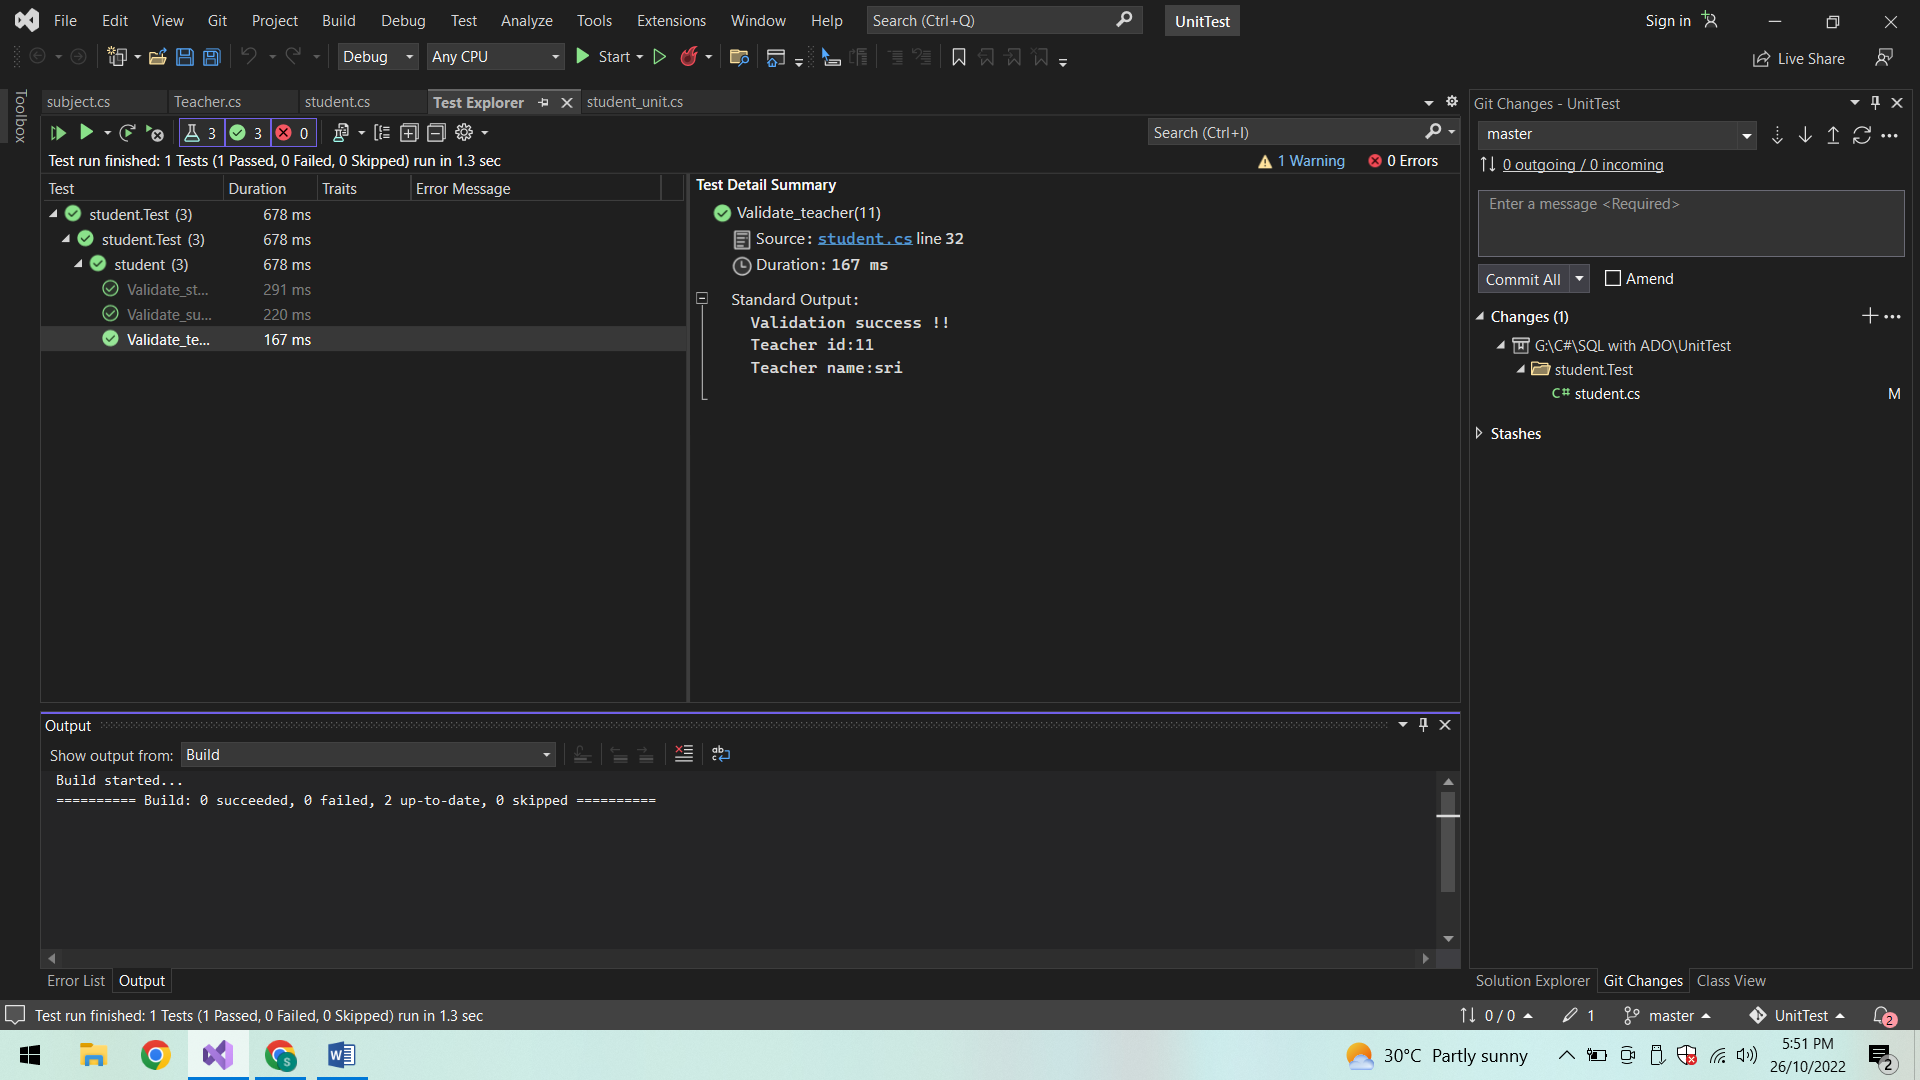 File Edit View Git Project Build Debug Test Analyze Tools Extensions Window Help Search (Ctrl+Q) UnitTest Sign in
Debug Any CPU Start Live Share
Toolbox
subject.cs Teacher.cs student.cs Test Explorer student_unit.cs
3 3 0 Search (Ctrl+I)
Test run finished: 1 Tests (1 Passed, 0 Failed, 0 Skipped) run in 1.3 sec 1 Warning 0 Errors
Test Duration Traits Error Message
student.Test (3) 678 ms
student.Test (3) 678 ms
student (3) 678 ms
Validate_st... 291 ms
Validate_su... 220 ms
Validate_te... 167 ms
Test Detail Summary
Validate_teacher(11)
Source: student.cs line 32
Duration: 167 ms
Standard Output:
Validation success !!
Teacher id:11
Teacher name:sri
Git Changes - UnitTest
master
0 outgoing / 0 incoming
Enter a message <Required>
Commit All Amend
Changes (1)
G:\C#\SQL with ADO\UnitTest
student.Test
C# student.cs M
Stashes
Output
Show output from: Build
Build started...
========== Build: 0 succeeded, 0 failed, 2 up-to-date, 0 skipped ==========
Error List Output
Solution Explorer Git Changes Class View
Test run finished: 1 Tests (1 Passed, 0 Failed, 0 Skipped) run in 1.3 sec 0 / 0 1 master UnitTest 2
30°C Partly sunny 5:51 PM
26/10/2022 2